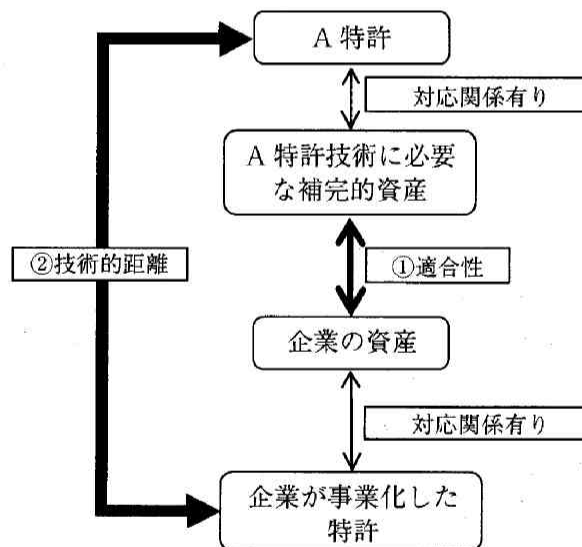 A 特許
対応関係有り
A 特許技術に必要
な補完的資産
②技術的距離
①適合性
企業の資産
対応関係有り
企業が事業化した
特許